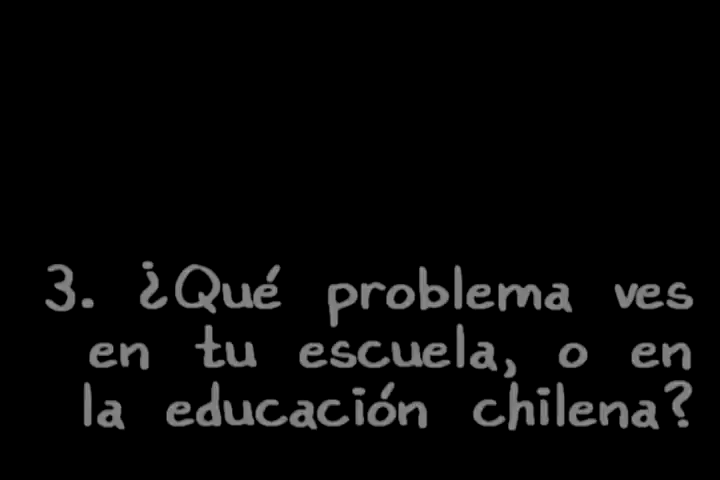 3. ¿Qué problema ves
en tu escuela, o en
la educación chilena?